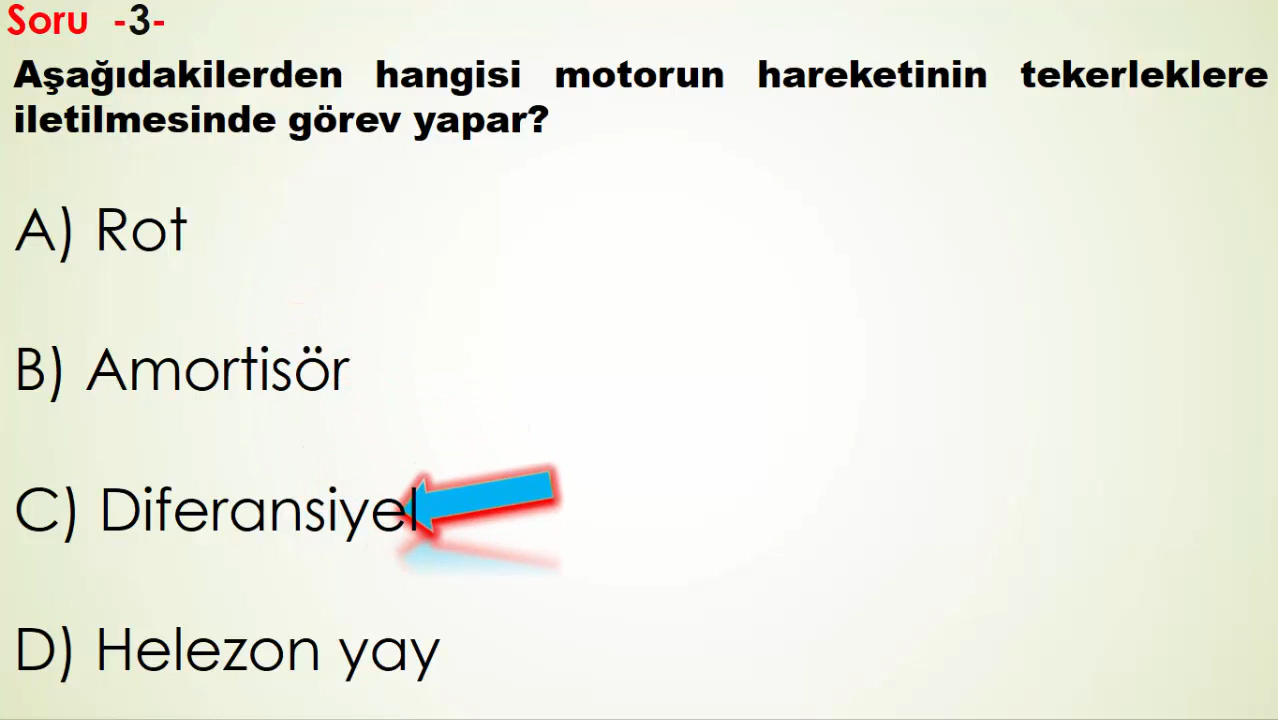 Soru -3-
Aşağıdakilerden hangisi motorun hareketinin tekerleklere
iletilmesinde görev yapar?
A) Rot
B) Amortisör
C) Diferansiyel
D) Helezon yay